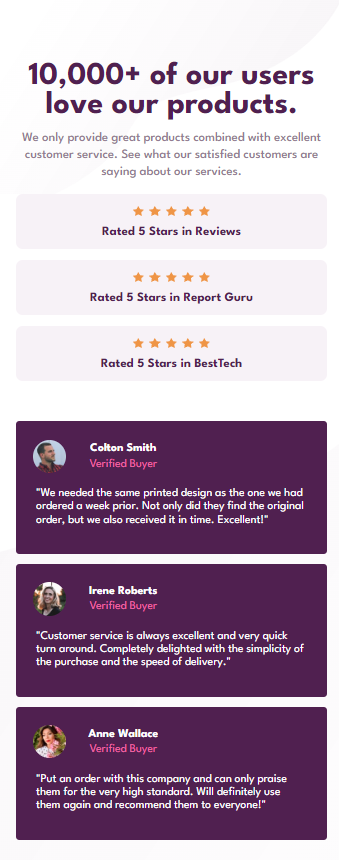 10,000+ of our users
love our products.
We only provide great products combined with excellent
customer service. See what our satisfied customers are
saying about our services.
Rated 5 Stars in Reviews
Rated 5 Stars in Report Guru
Rated 5 Stars in BestTech
Colton Smith
Verified Buyer
"We needed the same printed design as the one we had
ordered a week prior. Not only did they find the original
order, but we also received it in time. Excellent!"
Irene Roberts
Verified Buyer
"Customer service is always excellent and very quick
turn around. Completely delighted with the simplicity of
the purchase and the speed of delivery."
Anne Wallace
Verified Buyer
"Put an order with this company and can only praise
them for the very high standard. Will definitely use
them again and recommend them to everyone!"